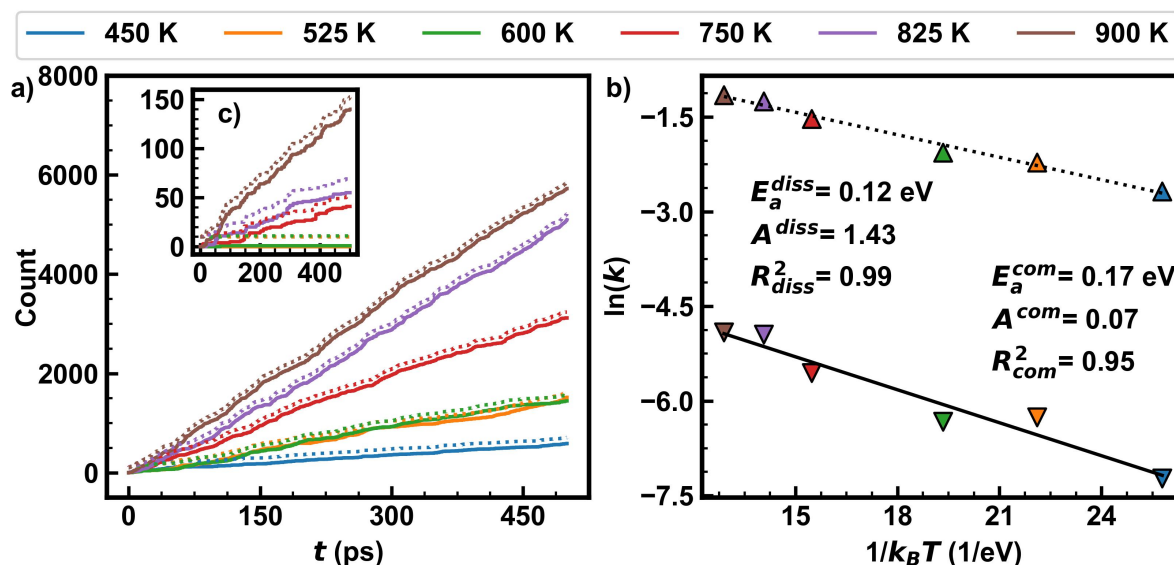 450 K 525 K 600 K 750 K 825 K 900 K
a)
8000
6000
4000
2000
0
Count
0 150 300 450
t (ps)
c)
150
100
50
0
0 200 400
b)
−1.5
−3.0
−4.5
−6.0
−7.5
ln(k)
15 18 21 24
1/k_BT (1/eV)
E_a^diss= 0.12 eV
A^diss= 1.43
R²_diss= 0.99
E_a^com= 0.17 eV
A^com= 0.07
R²_com= 0.95